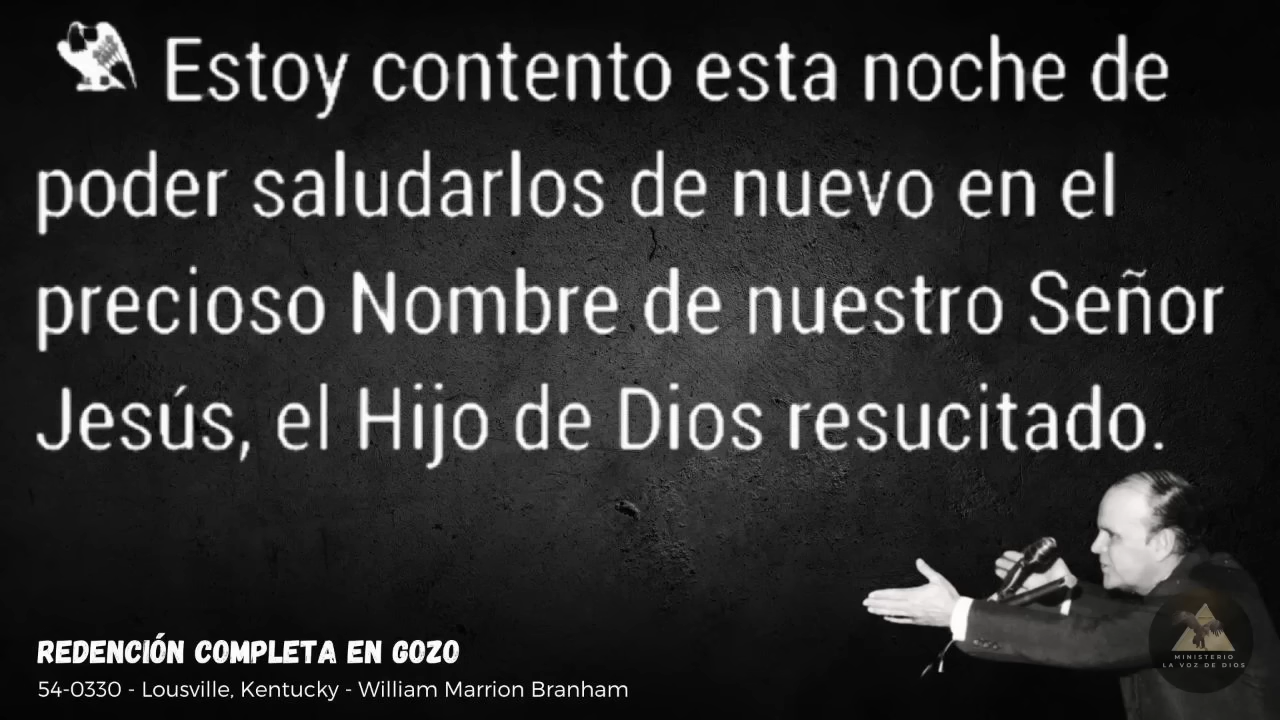 Estoy contento esta noche de
poder saludarlos de nuevo en el
precioso Nombre de nuestro Señor
Jesús, el Hijo de Dios resucitado.
REDENCIÓN COMPLETA EN GOZO
54-0330 - Lousville, Kentucky - William Marrion Branham
MINISTERIO
LA VOZ DE DIOS